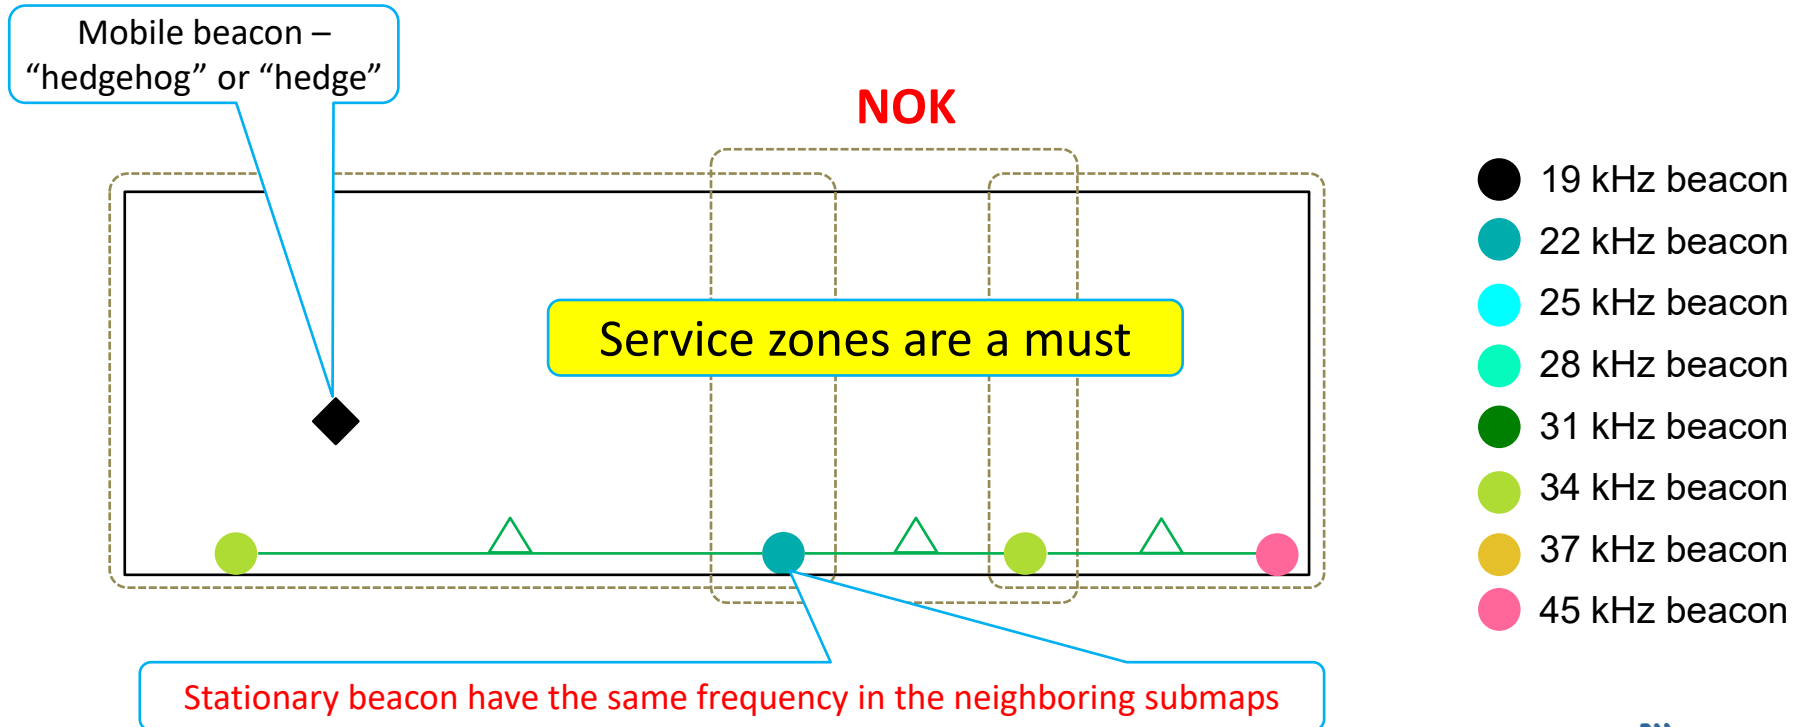 Mobile beacon –
“hedgehog” or “hedge”
NOK
Service zones are a must
Stationary beacon have the same frequency in the neighboring submaps
19 kHz beacon
22 kHz beacon
25 kHz beacon
28 kHz beacon
31 kHz beacon
34 kHz beacon
37 kHz beacon
45 kHz beacon